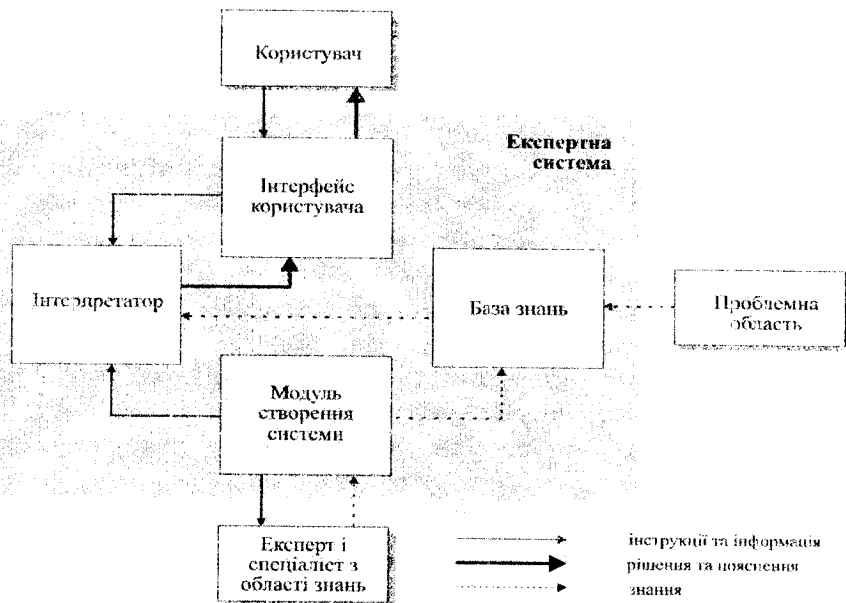 Користувач
Експертна
система
Інтерфейс
користувача
Інтерпретатор
База знань
Проблемна
область
Модуль
створення
системи
Експерт і
спеціаліст з
області знань
інструкції та інформація
рішення та пояснення
знання